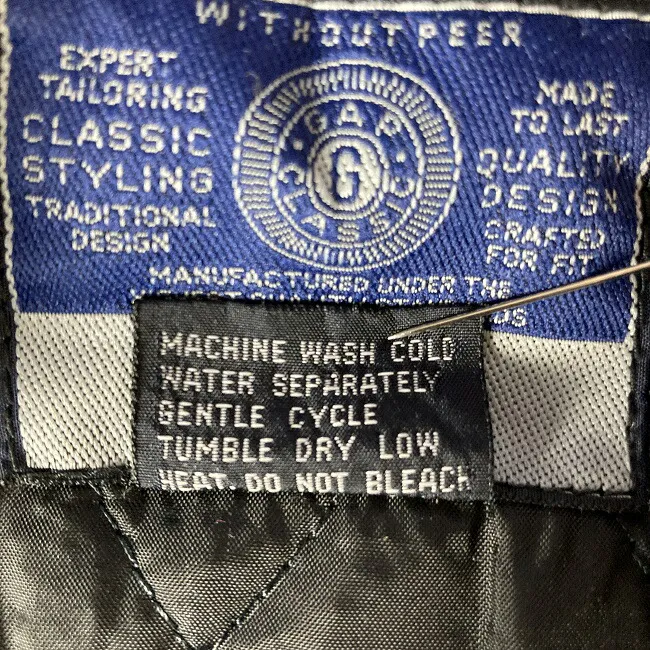 WITHOUT PEER
EXPERT
TAILORING
CLASSIC
STYLING
TRADITIONAL
DESIGN
GAP
G
CLASSIC
MADE
TO LAST
QUALITY
DESIGN
CRAFTED
FOR FIT
MANUFACTURED UNDER THE
MACHINE WASH COLD
WATER SEPARATELY
GENTLE CYCLE
TUMBLE DRY LOW
HEAT. DO NOT BLEACH